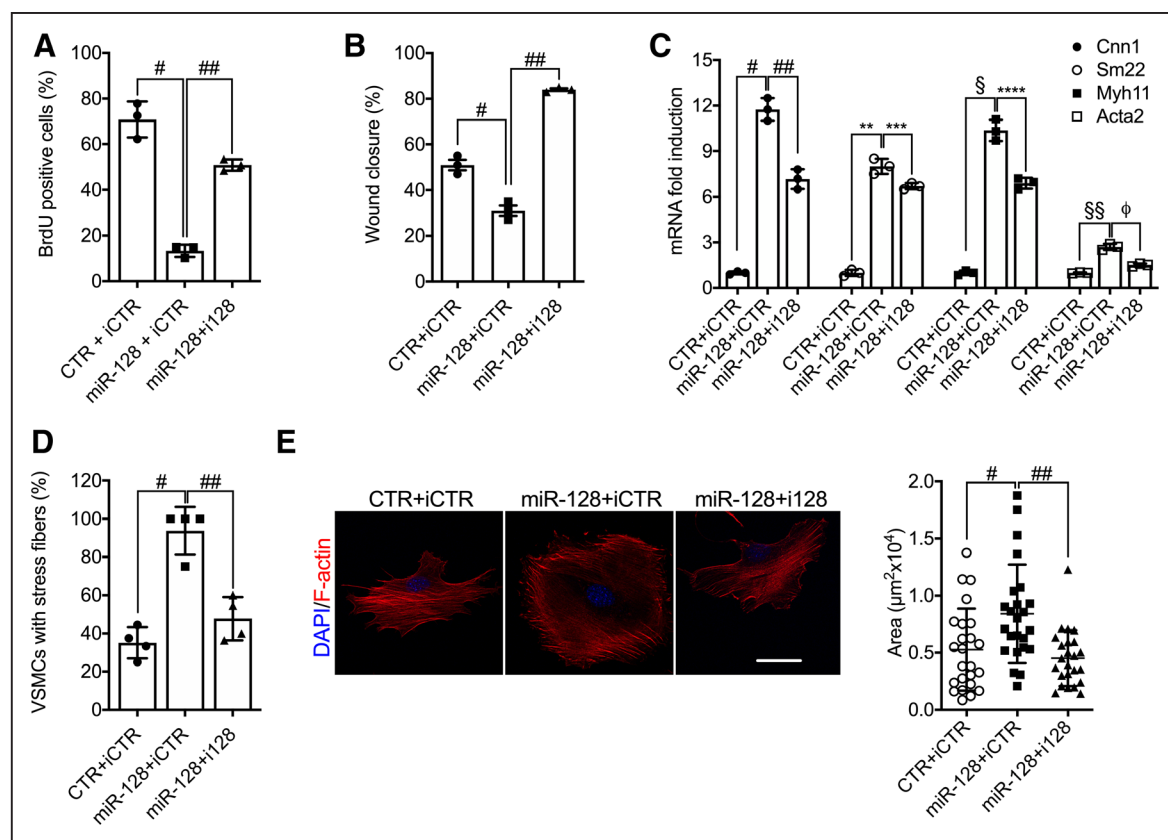 A
BrdU positive cells (%)
100
80
60
40
20
0
#
##
CTR + iCTR
miR-128 + iCTR
miR-128+i128
B
Wound closure (%)
100
80
60
40
20
0
#
##
CTR+iCTR
miR-128+iCTR
miR-128+i128
C
mRNA fold induction
15
12
9
6
3
0
# ##
** ***
§ ****
§§ ϕ
Cnn1
Sm22
Myh11
Acta2
CTR+iCTR
miR-128+iCTR
miR-128+i128
CTR+iCTR
miR-128+iCTR
miR-128+i128
CTR+iCTR
miR-128+iCTR
miR-128+i128
CTR+iCTR
miR-128+iCTR
miR-128+i128
D
VSMCs with stress fibers (%)
120
100
80
60
40
20
0
# ##
CTR+iCTR
miR-128+iCTR
miR-128+i128
E
DAPI/F-actin
CTR+iCTR
miR-128+iCTR
miR-128+i128
Area (µm²x10⁴)
2.0
1.5
1.0
0.5
0.0
# ##
CTR+iCTR
miR-128+iCTR
miR-128+i128